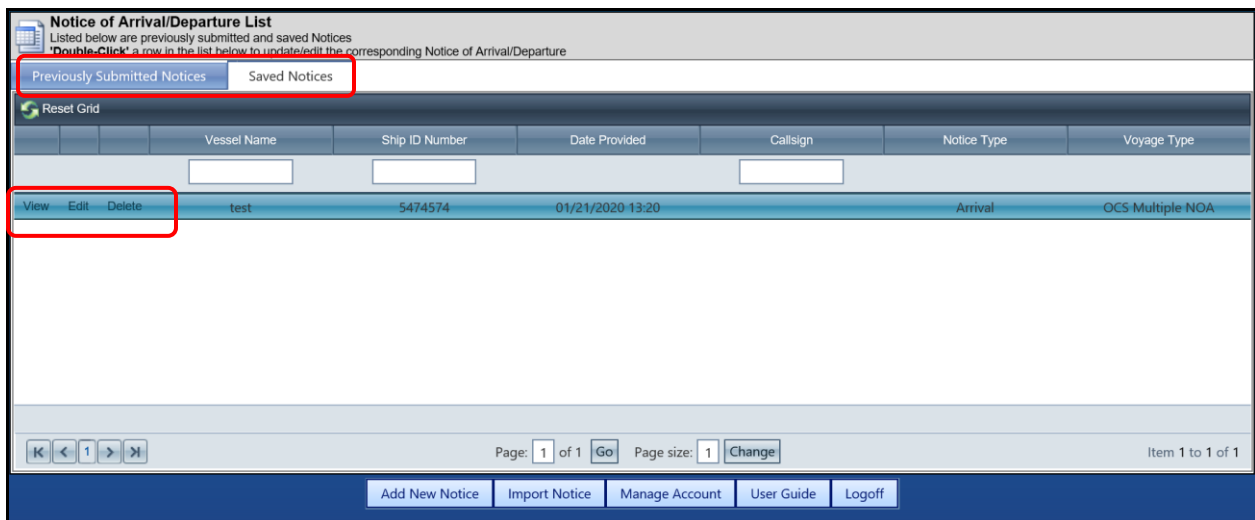 Notice of Arrival/Departure List
Listed below are previously submitted and saved Notices
'Double-Click' a row in the list below to update/edit the corresponding Notice of Arrival/Departure
Previously Submitted Notices Saved Notices
Reset Grid
Vessel Name Ship ID Number Date Provided Callsign Notice Type Voyage Type
View Edit Delete test 5474574 01/21/2020 13:20 Arrival OCS Multiple NOA
1 Page: 1 of 1 Go Page size: 1 Change Item 1 to 1 of 1
Add New Notice Import Notice Manage Account User Guide Logoff